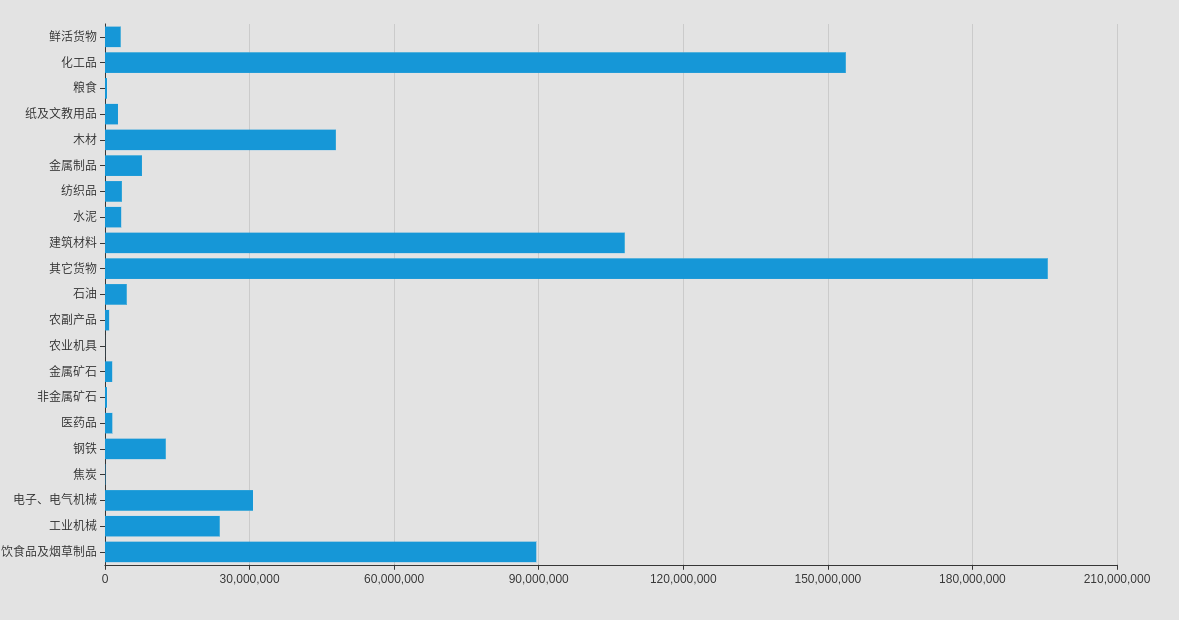 鲜活货物
化工品
粮食
纸及文教用品
木材
金属制品
纺织品
水泥
建筑材料
其它货物
石油
农副产品
农业机具
金属矿石
非金属矿石
医药品
钢铁
焦炭
电子、电气机械
工业机械
饮食品及烟草制品
0 30,000,000 60,000,000 90,000,000 120,000,000 150,000,000 180,000,000 210,000,000